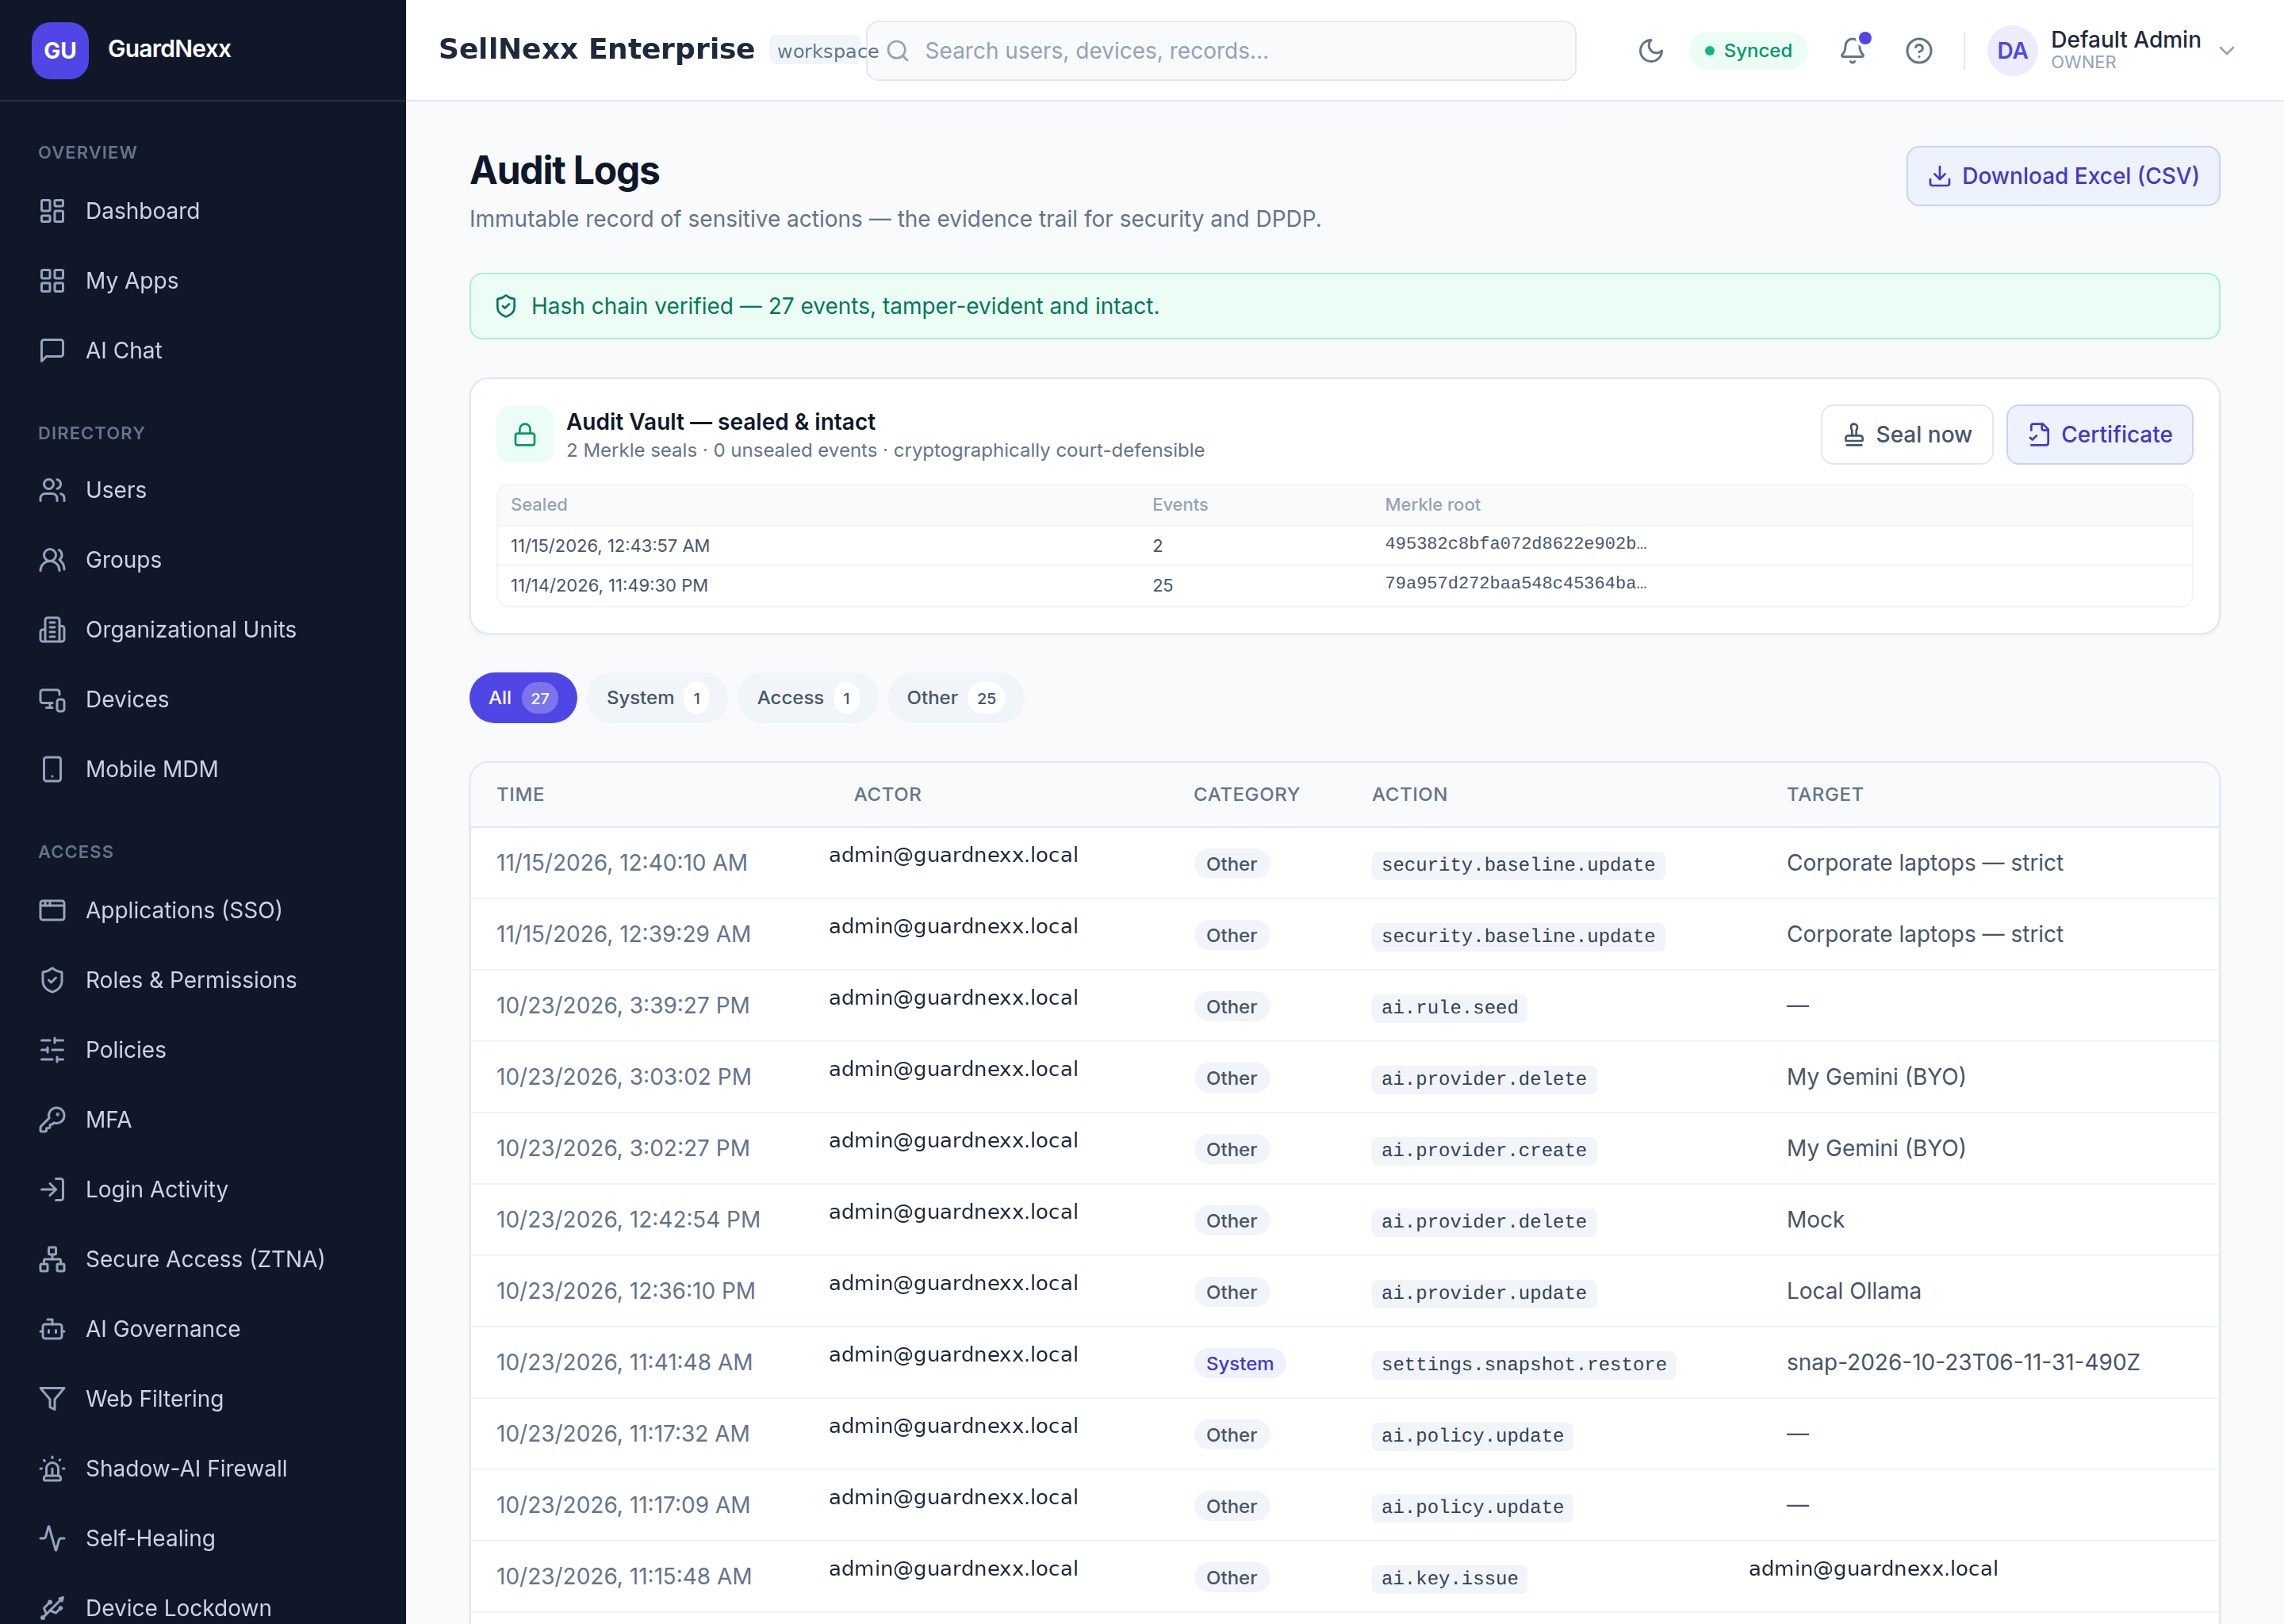 GU GuardNexx
OVERVIEW
Dashboard
My Apps
AI Chat
DIRECTORY
Users
Groups
Organizational Units
Devices
Mobile MDM
ACCESS
Applications (SSO)
Roles & Permissions
Policies
MFA
Login Activity
Secure Access (ZTNA)
AI Governance
Web Filtering
Shadow-AI Firewall
Self-Healing
Device Lockdown
SellNexx Enterprise workspace Search users, devices, records... Synced DA Default Admin
OWNER
Audit Logs
Immutable record of sensitive actions — the evidence trail for security and DPDP.
Download Excel (CSV)
Hash chain verified — 27 events, tamper-evident and intact.
Audit Vault — sealed & intact
2 Merkle seals · 0 unsealed events · cryptographically court-defensible
Seal now Certificate
Sealed Events Merkle root
11/15/2026, 12:43:57 AM 2 495382c8bfa072d8622e902b…
11/14/2026, 11:49:30 PM 25 79a957d272baa548c45364ba…
All 27 System 1 Access 1 Other 25
TIME ACTOR CATEGORY ACTION TARGET
11/15/2026, 12:40:10 AM admin@guardnexx.local Other security.baseline.update Corporate laptops — strict
11/15/2026, 12:39:29 AM admin@guardnexx.local Other security.baseline.update Corporate laptops — strict
10/23/2026, 3:39:27 PM admin@guardnexx.local Other ai.rule.seed —
10/23/2026, 3:03:02 PM admin@guardnexx.local Other ai.provider.delete My Gemini (BYO)
10/23/2026, 3:02:27 PM admin@guardnexx.local Other ai.provider.create My Gemini (BYO)
10/23/2026, 12:42:54 PM admin@guardnexx.local Other ai.provider.delete Mock
10/23/2026, 12:36:10 PM admin@guardnexx.local Other ai.provider.update Local Ollama
10/23/2026, 11:41:48 AM admin@guardnexx.local System settings.snapshot.restore snap-2026-10-23T06-11-31-490Z
10/23/2026, 11:17:32 AM admin@guardnexx.local Other ai.policy.update —
10/23/2026, 11:17:09 AM admin@guardnexx.local Other ai.policy.update —
10/23/2026, 11:15:48 AM admin@guardnexx.local Other ai.key.issue admin@guardnexx.local